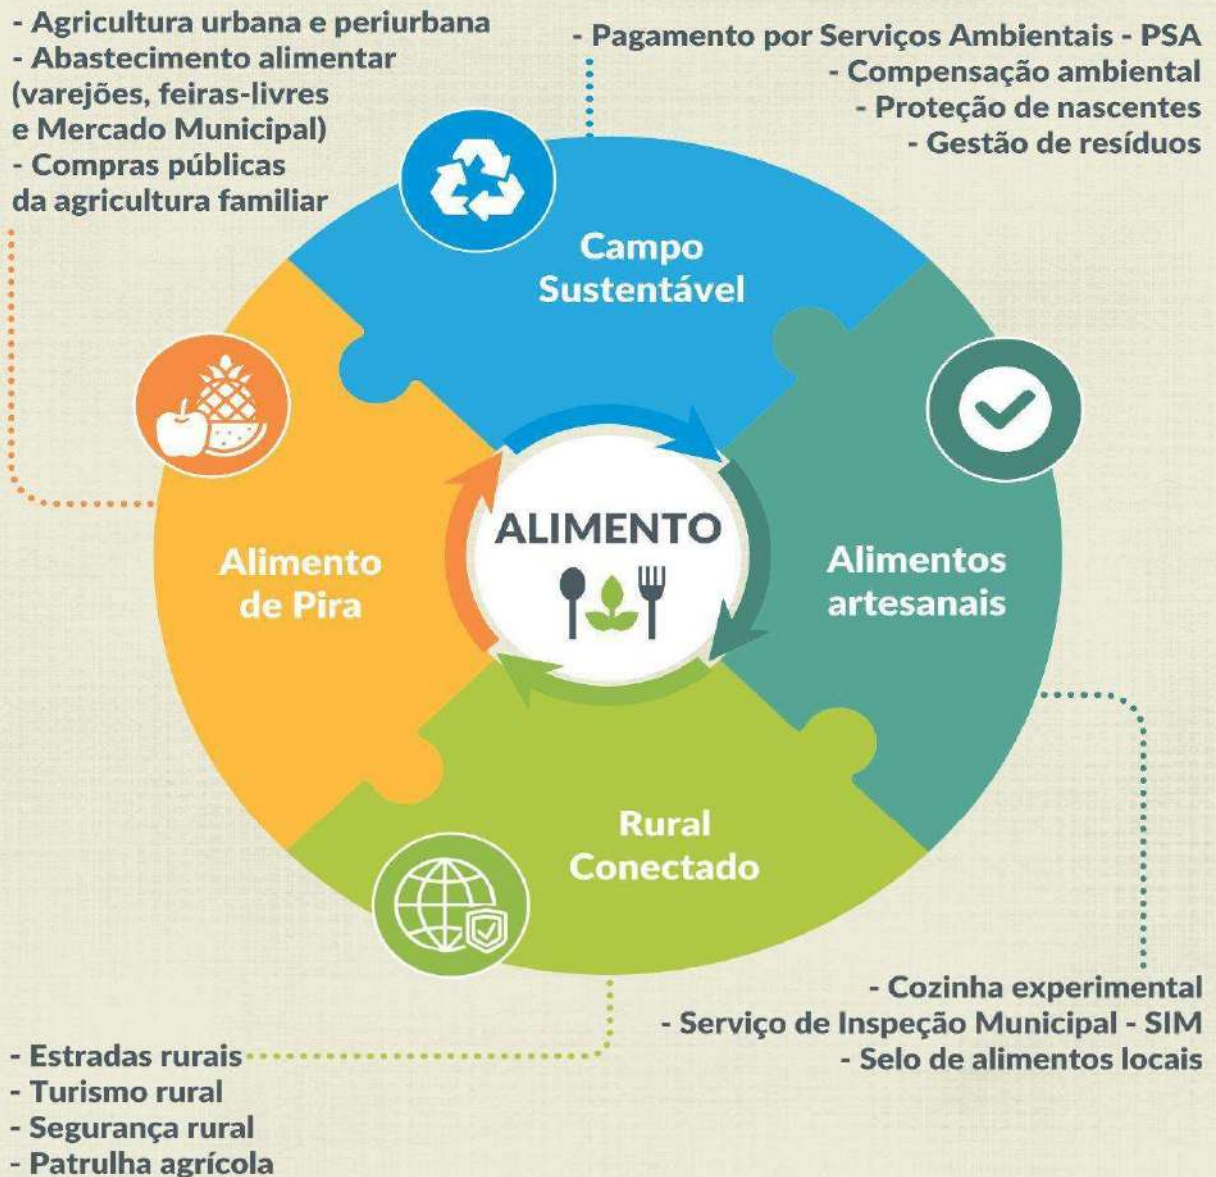 - Agricultura urbana e periurbana
- Abastecimento alimentar
(varejões, feiras-livres
e Mercado Municipal)
- Compras públicas
da agricultura familiar
- Pagamento por Serviços Ambientais - PSA
- Compensação ambiental
- Proteção de nascentes
- Gestão de resíduos
Campo
Sustentável
ALIMENTO
Alimento
de Pira
Alimentos
artesanais
Rural
Conectado
- Cozinha experimental
- Serviço de Inspeção Municipal - SIM
- Selo de alimentos locais
- Estradas rurais
- Turismo rural
- Segurança rural
- Patrulha agrícola